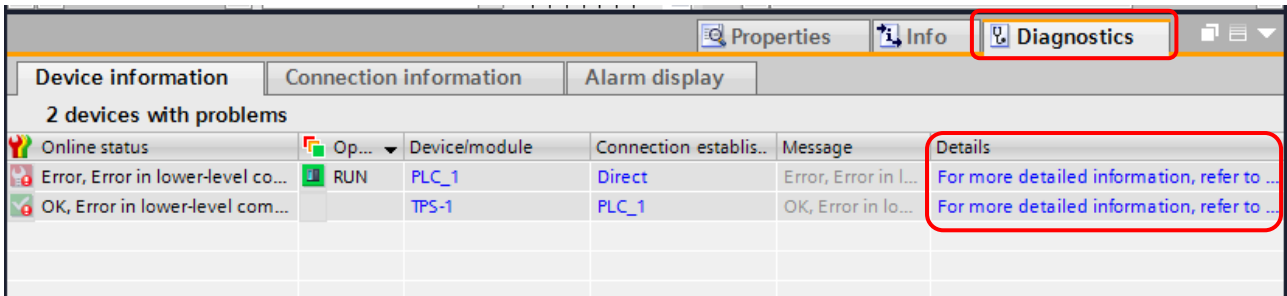 Properties Info Diagnostics
Device information Connection information Alarm display
2 devices with problems
Online status Op... Device/module Connection establis.. Message Details
Error, Error in lower-level co... RUN PLC_1 Direct Error, Error in l... For more detailed information, refer to ...
OK, Error in lower-level com... TPS-1 PLC_1 OK, Error in lo... For more detailed information, refer to ...